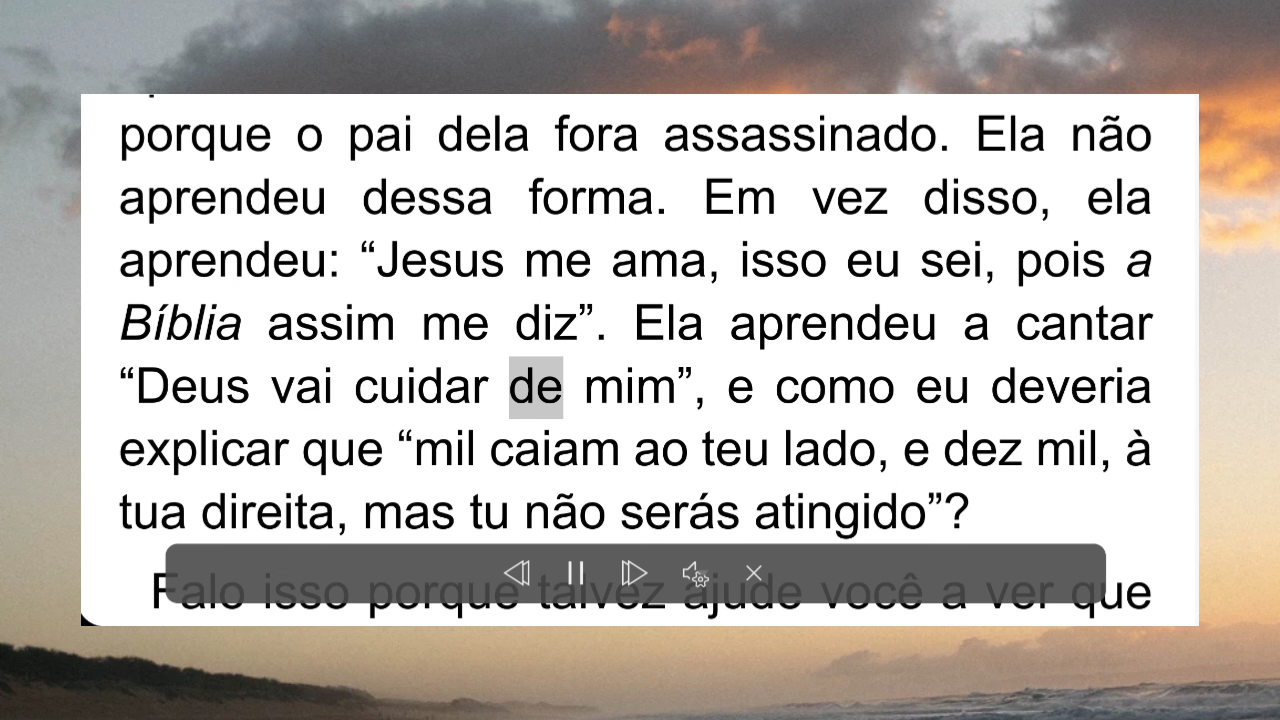 porque o pai dela fora assassinado. Ela não
aprendeu dessa forma. Em vez disso, ela
aprendeu: “Jesus me ama, isso eu sei, pois a
Bíblia assim me diz”. Ela aprendeu a cantar
“Deus vai cuidar de mim”, e como eu deveria
explicar que “mil caiam ao teu lado, e dez mil, à
tua direita, mas tu não serás atingido”?
Falo isso porque talvez ajude você a ver que